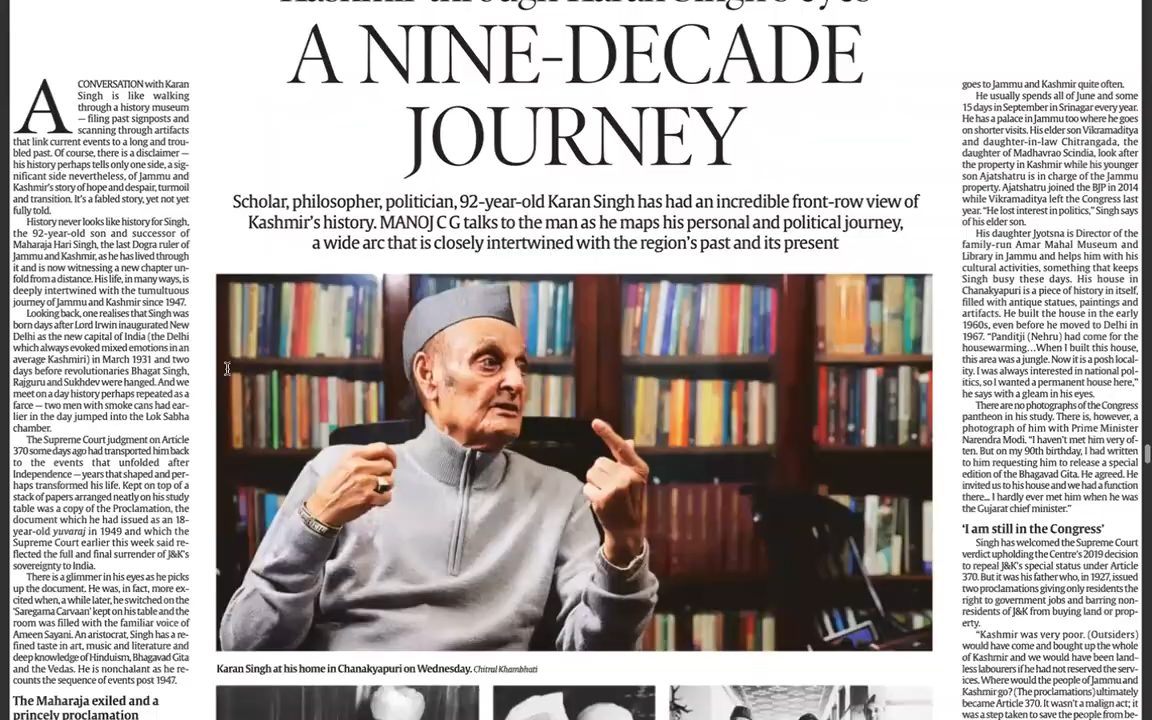 Kashmir through Karan Singh's eyes
A NINE-DECADE
JOURNEY
Scholar, philosopher, politician, 92-year-old Karan Singh has had an incredible front-row view of
Kashmir's history. MANOJ C G talks to the man as he maps his personal and political journey,
a wide arc that is closely intertwined with the region's past and its present
A CONVERSATION with Karan
Singh is like walking
through a history museum
— filing past signposts and
scanning through artifacts
that link current events to a long and trou-
bled past. Of course, there is a disclaimer —
his history perhaps tells only one side, a sig-
nificant side nevertheless, of Jammu and
Kashmir's story of hope and despair, turmoil
and transition. It's a fabled story, yet not yet
fully told.
History never looks like history for Singh,
the 92-year-old son and successor of
Maharaja Hari Singh, the last Dogra ruler of
Jammu and Kashmir, as he has lived through
it and is now witnessing a new chapter un-
fold from a distance. His life, in many ways, is
deeply intertwined with the tumultuous
journey of Jammu and Kashmir since 1947.
Looking back, one realises that Singh was
born days after Lord Irwin inaugurated New
Delhi as the new capital of India (the Delhi
which always evoked mixed emotions in an
average Kashmiri) in March 1931 and two
days before revolutionaries Bhagat Singh,
Rajguru and Sukhdev were hanged. And we
meet on a day history perhaps repeated as a
farce — two men with smoke cans had ear-
lier in the day jumped into the Lok Sabha
chamber.
The Supreme Court judgment on Article
370 some days ago had transported him back
to the events that unfolded after
Independence — years that shaped and per-
haps transformed his life. Kept on top of a
stack of papers arranged neatly on his study
table was a copy of the Proclamation, the
document which he had issued as an 18-
year-old yuvaraj in 1949 and which the
Supreme Court earlier this week said re-
flected the full and final surrender of J&K's
sovereignty to India.
There is a glimmer in his eyes as he picks
up the document. He was, in fact, more ex-
cited when, a while later, he switched on the
'Saregama Carvaan' kept on his table and the
room was filled with the familiar voice of
Ameen Sayani. An aristocrat, Singh has a re-
fined taste in art, music and literature and
deep knowledge of Hinduism, Bhagavad Gita
and the Vedas. He is nonchalant as he re-
counts the sequence of events post 1947.
The Maharaja exiled and a
princely proclamation
Karan Singh at his home in Chanakyapuri on Wednesday. Chitral Khambhati
goes to Jammu and Kashmir quite often.
He usually spends all of June and some
15 days in September in Srinagar every year.
He has a palace in Jammu too where he goes
on shorter visits. His elder son Vikramaditya
and daughter-in-law Chitrangada, the
daughter of Madhavrao Scindia, look after
the property in Kashmir while his younger
son Ajatshatru is in charge of the Jammu
property. Ajatshatru joined the BJP in 2014
while Vikramaditya left the Congress last
year. "He lost interest in politics," Singh says
of his elder son.
His daughter Jyotsna is Director of the
family-run Amar Mahal Museum and
Library in Jammu and helps him with his
cultural activities, something that keeps
Singh busy these days. His house in
Chanakyapuri is a piece of history in itself,
filled with antique statues, paintings and
artifacts. He built the house in the early
1960s, even before he moved to Delhi in
1967. "Panditji (Nehru) had come for the
housewarming...When I built this house,
this area was a jungle. Now it is a posh local-
ity. I was always interested in national pol-
itics, so I wanted a permanent house here,"
he says with a gleam in his eyes.
There are no photographs of the Congress
pantheon in his study. There is, however, a
photograph of him with Prime Minister
Narendra Modi. "I haven't met him very of-
ten. But on my 90th birthday, I had written
to him requesting him to release a special
edition of the Bhagavad Gita. He agreed. He
invited us to his house and we had a function
there... I hardly ever met him when he was
the Gujarat chief minister."
'I am still in the Congress'
Singh has welcomed the Supreme Court
verdict upholding the Centre's 2019 decision
to repeal J&K's special status under Article
370. But it was his father who, in 1927, issued
two proclamations giving only residents the
right to government jobs and barring non-
residents of J&K from buying land or prop-
erty.
"Kashmir was very poor. (Outsiders)
would have come and bought up the whole
of Kashmir and we would have been land-
less labourers if he had not reserved the serv-
ices. Where would the people of Jammu and
Kashmir go? (The proclamations) ultimately
became Article 370. It wasn't a malign act; it
was a step taken to save the people from be-